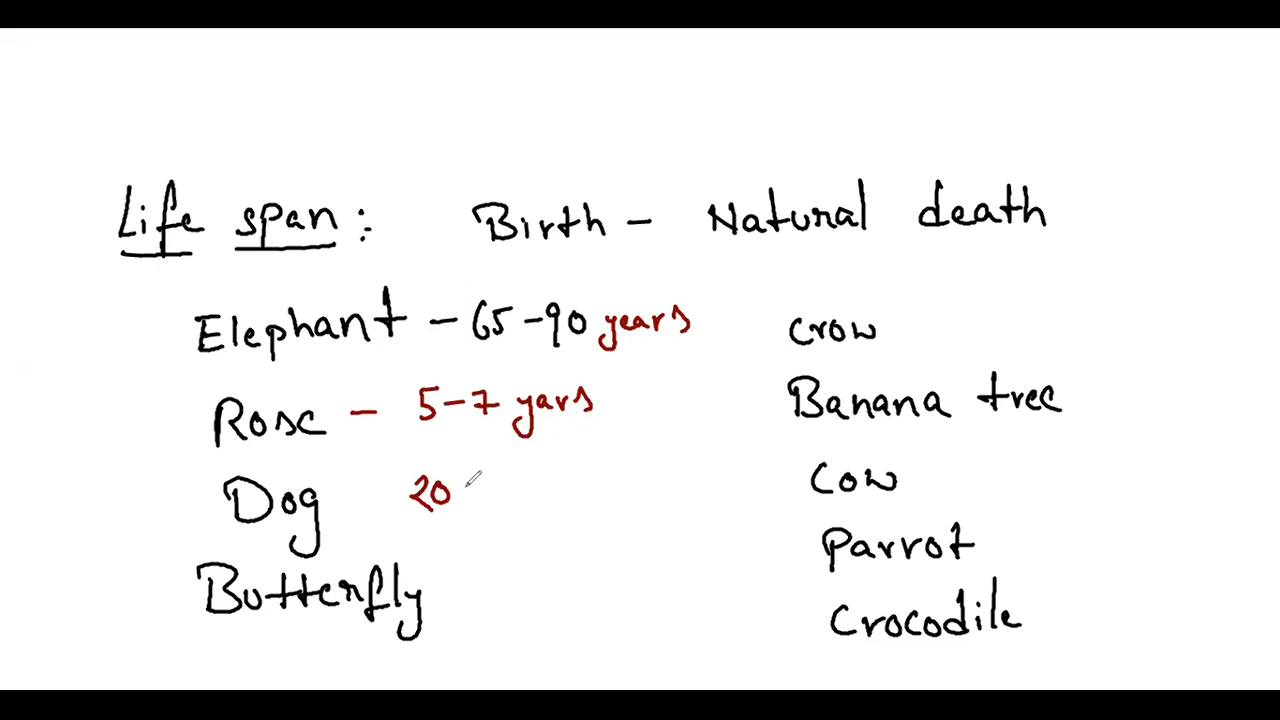 Life span : Birth - Natural death
Elephant - 65-90 years
Rose - 5-7 yars
Dog 20
Butterfly
Crow
Banana tree
Cow
Parrot
Crocodile